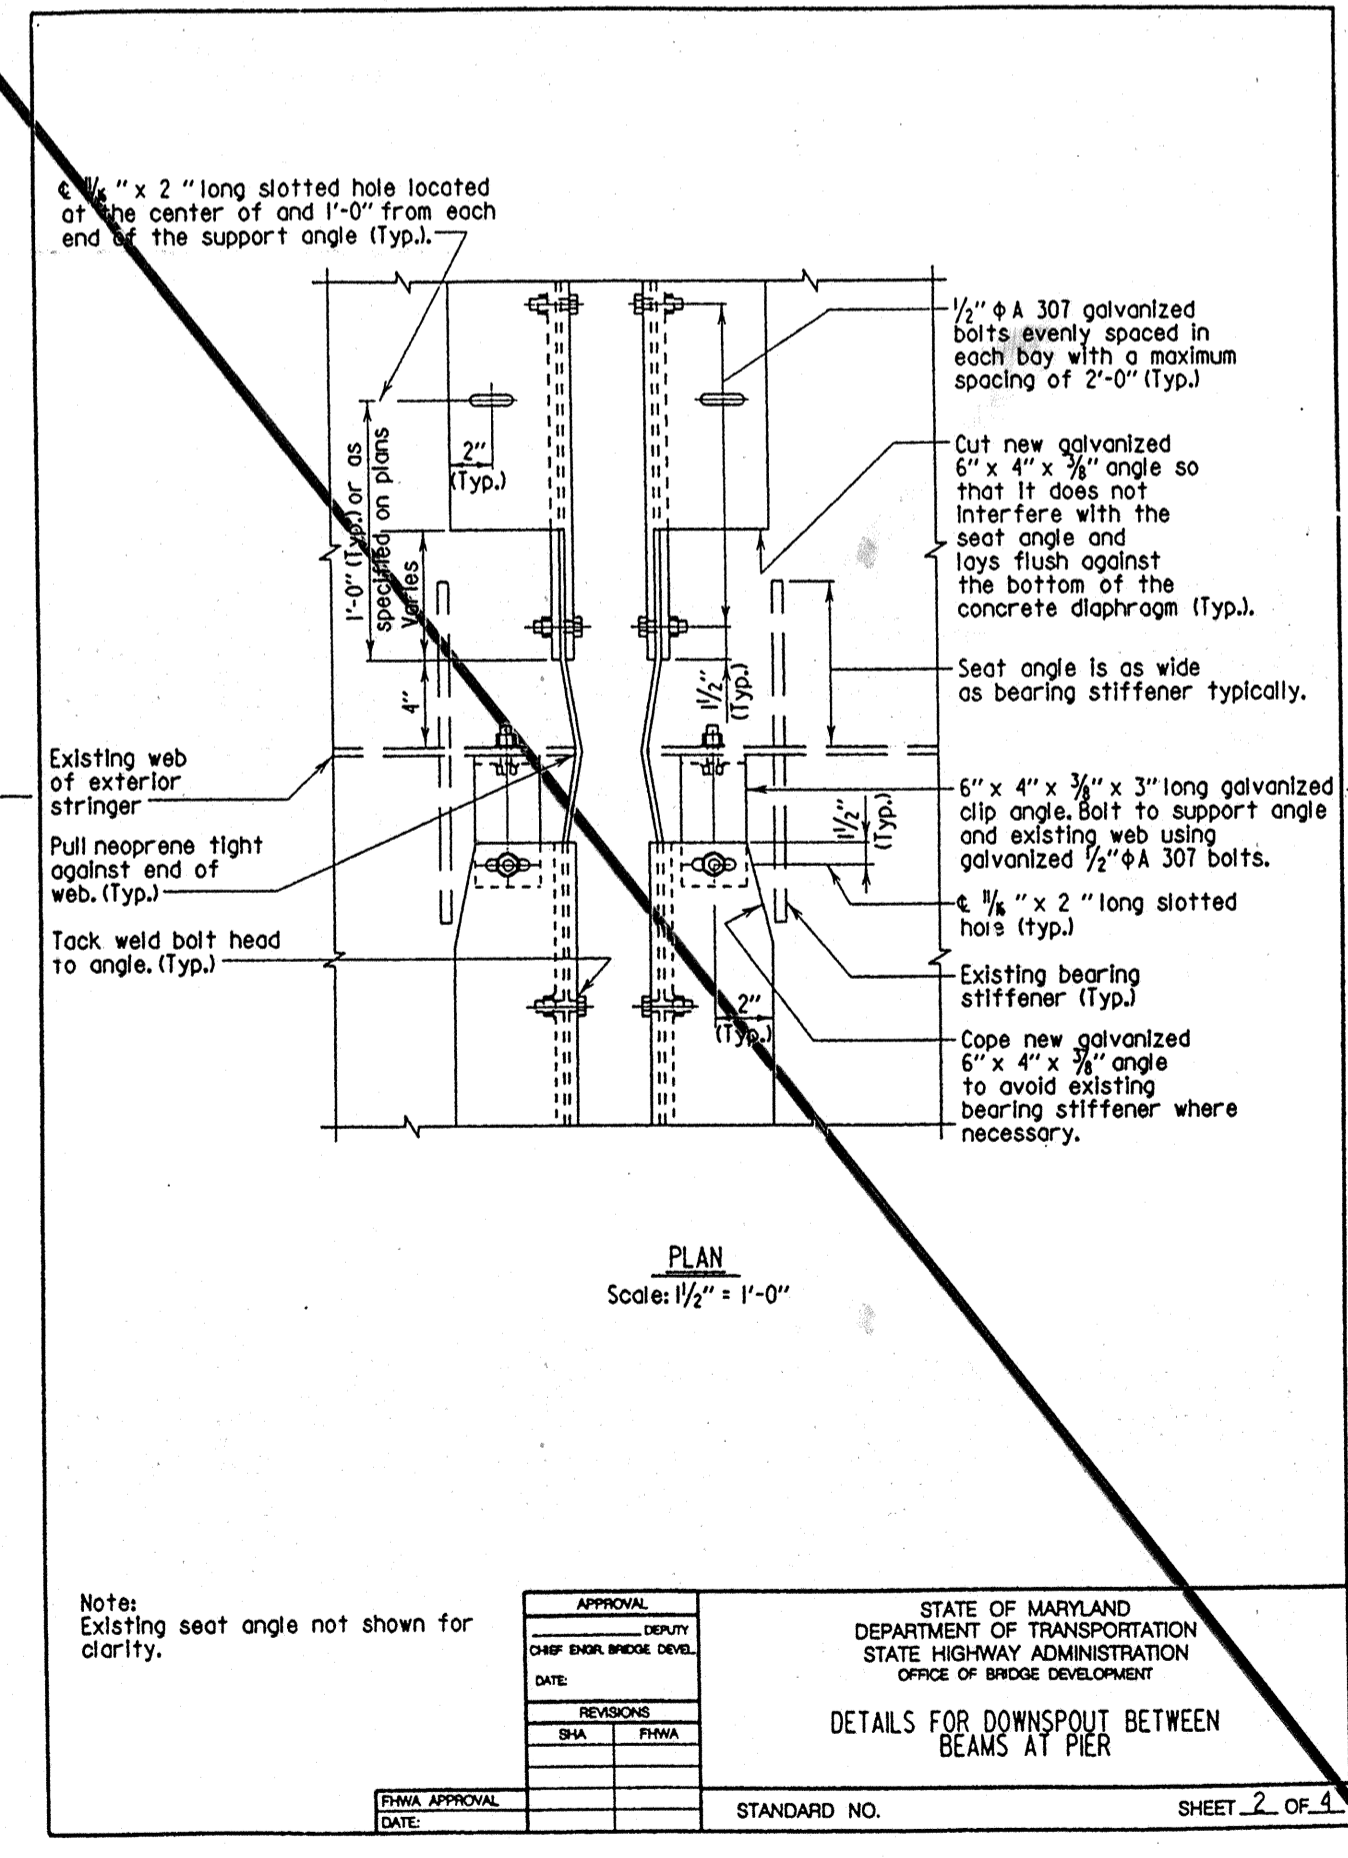 ℄ 11/16 " x 2 " long slotted hole located
at the center of and 1'-0" from each
end of the support angle (Typ.).
1/2" ϕ A 307 galvanized
bolts evenly spaced in
each bay with a maximum
spacing of 2'-0" (Typ.)
Cut new galvanized
6" x 4" x 3/8" angle so
that it does not
interfere with the
seat angle and
lays flush against
the bottom of the
concrete diaphragm (Typ.).
2"
(Typ.)
1'-0" (Typ.) or as
specified on plans
Varies
4"
1 1/2"
(Typ.)
Seat angle is as wide
as bearing stiffener typically.
Existing web
of exterior
stringer
Pull neoprene tight
against end of
web. (Typ.)
Tack weld bolt head
to angle. (Typ.)
6" x 4" x 3/8" x 3" long galvanized
clip angle. Bolt to support angle
and existing web using
galvanized 1/2" ϕ A 307 bolts.
1 1/2"
(Typ.)
℄ 11/16 " x 2 " long slotted
hole (typ.)
Existing bearing
stiffener (Typ.)
2"
(Typ.)
Cope new galvanized
6" x 4" x 3/8" angle
to avoid existing
bearing stiffener where
necessary.
PLAN
Scale: 1 1/2" = 1'-0"
Note:
Existing seat angle not shown for
clarity.
APPROVAL
DEPUTY
CHIEF ENGR. BRIDGE DEVEL.
DATE:
REVISIONS
SHA FHWA
FHWA APPROVAL
DATE:
STATE OF MARYLAND
DEPARTMENT OF TRANSPORTATION
STATE HIGHWAY ADMINISTRATION
OFFICE OF BRIDGE DEVELOPMENT
DETAILS FOR DOWNSPOUT BETWEEN
BEAMS AT PIER
STANDARD NO.
SHEET 2 OF 4